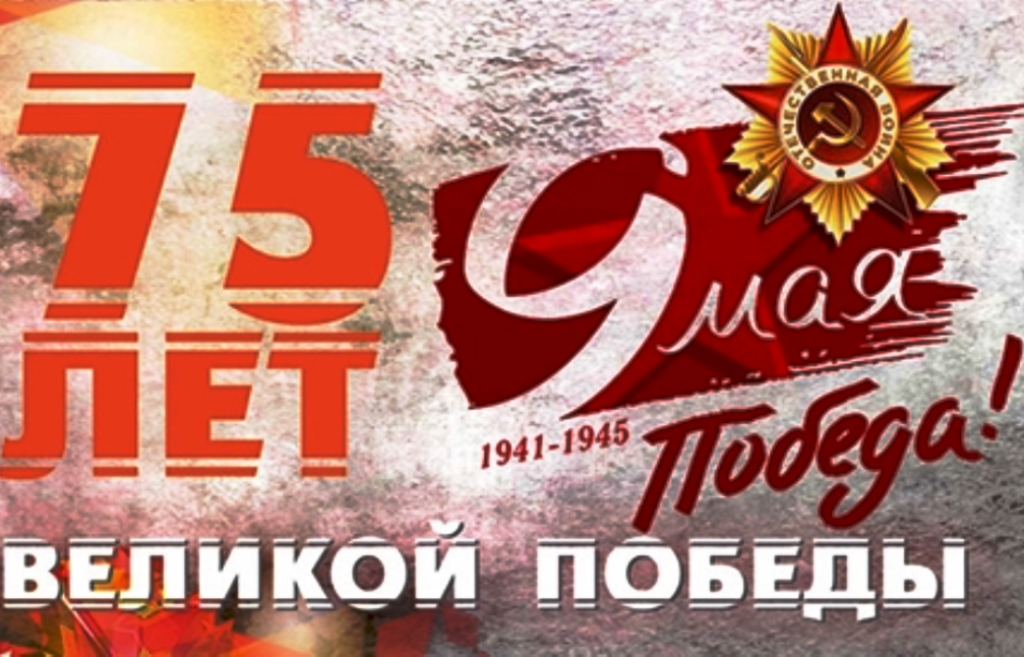 75
ЛЕТ
ОТЕЧЕСТВЕННАЯ ВОЙНА
9 мая
1941-1945
Победа!
ВЕЛИКОЙ ПОБЕДЫ